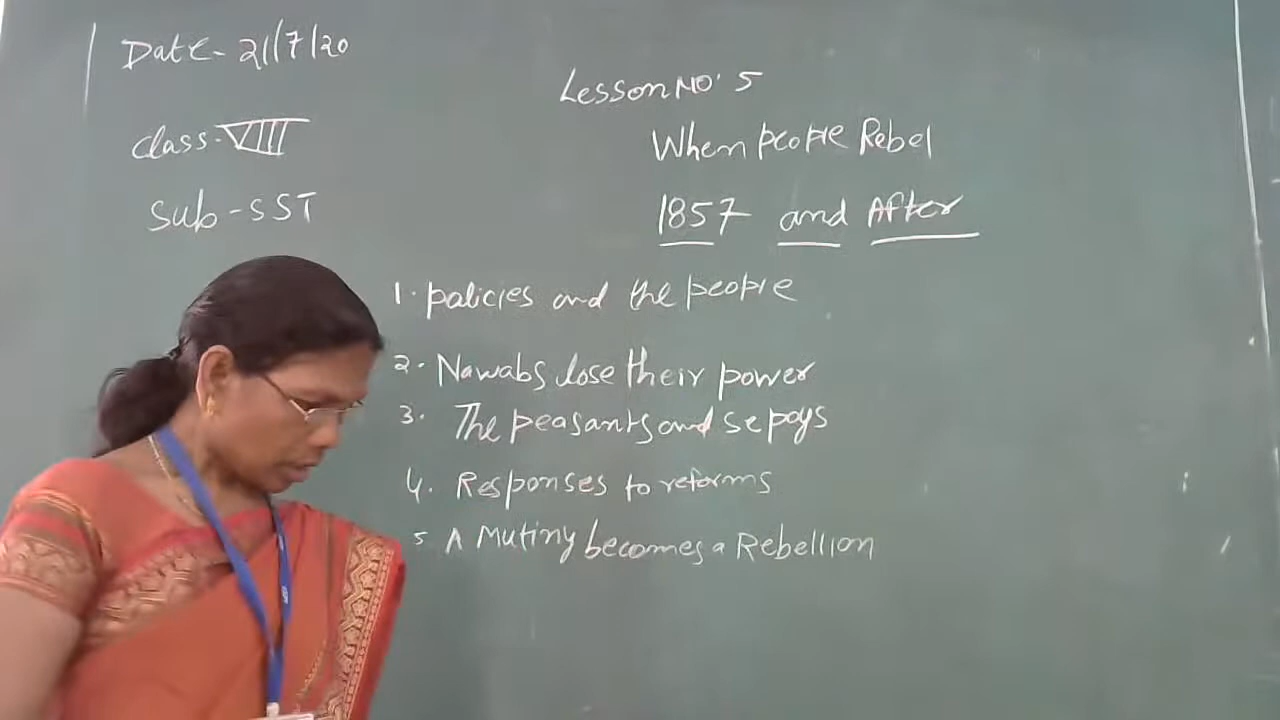 Date- 21/7/20
Lesson No. 5
Class-VIII
When people Rebel
Sub-SST
1857 and After
1. policies and the people
2. Nawabs lose their power
3. The peasants and sepoys
4. Responses to reforms
5 A Mutiny becomes a Rebellion